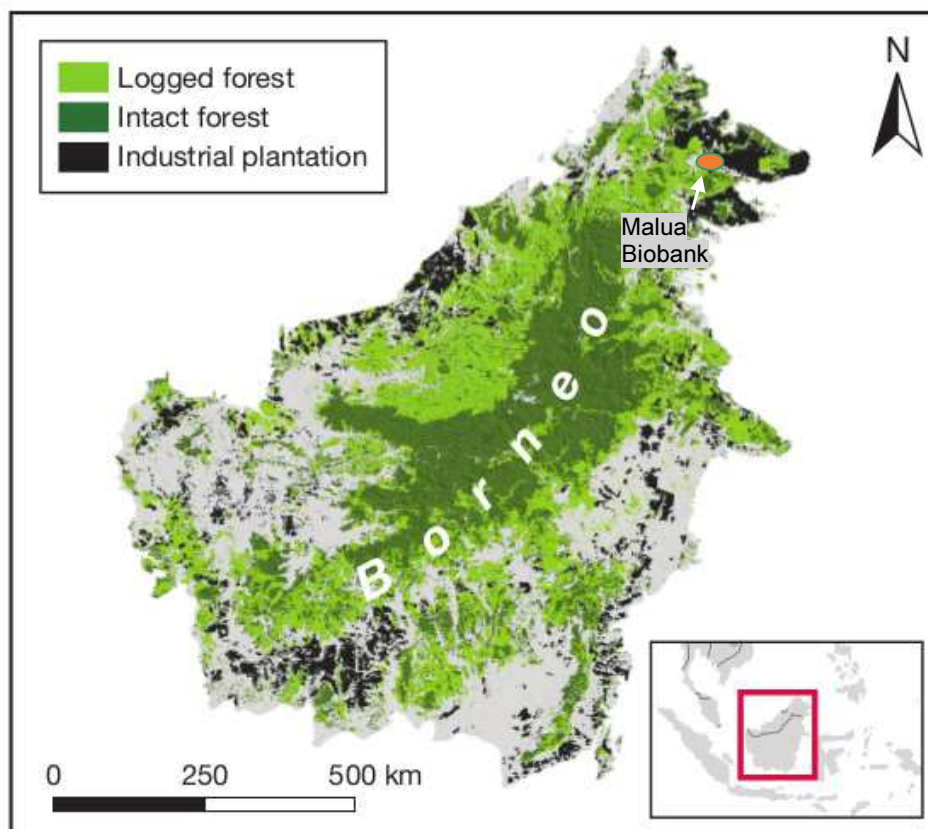 Logged forest
Intact forest
Industrial plantation
N
Malua
Biobank
Borneo
0 250 500 km